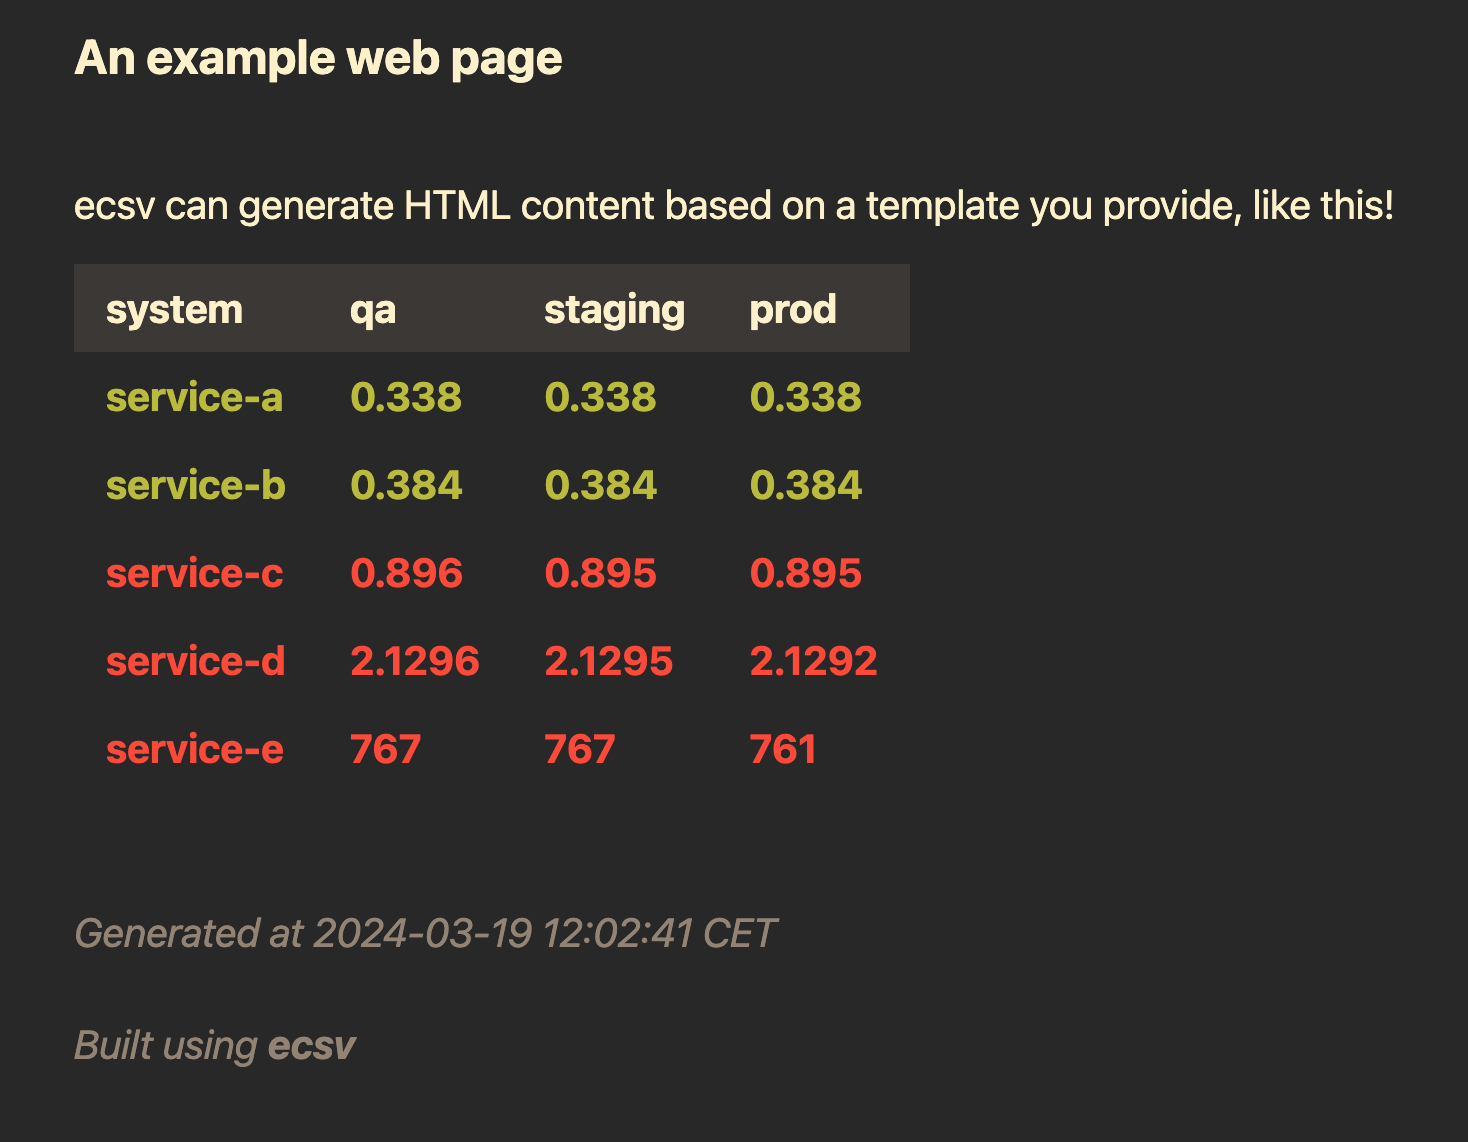 An example web page
ecsv can generate HTML content based on a template you provide, like this!
system qa staging prod
service-a 0.338 0.338 0.338
service-b 0.384 0.384 0.384
service-c 0.896 0.895 0.895
service-d 2.1296 2.1295 2.1292
service-e 767 767 761
Generated at 2024-03-19 12:02:41 CET
Built using ecsv